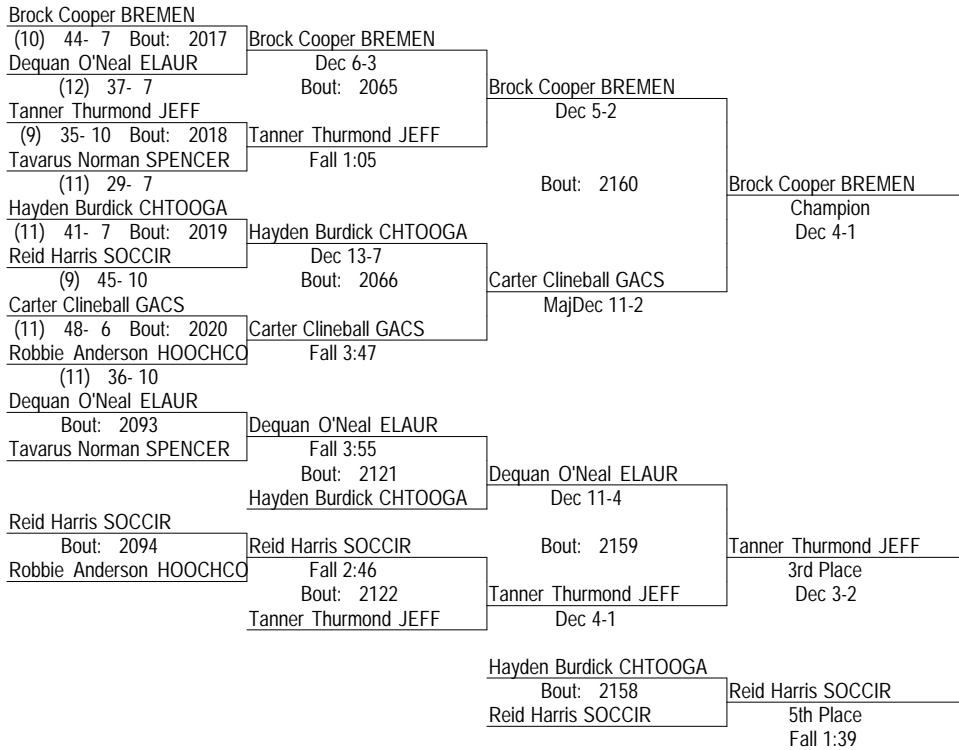 Brock Cooper BREMEN
(10) 44- 7 Bout: 2017
Brock Cooper BREMEN
Dequan O'Neal ELAUR
Dec 6-3
(12) 37- 7
Bout: 2065
Brock Cooper BREMEN
Tanner Thurmond JEFF
Dec 5-2
(9) 35- 10 Bout: 2018
Tanner Thurmond JEFF
Tavarus Norman SPENCER
Fall 1:05
(11) 29- 7
Bout: 2160
Brock Cooper BREMEN
Hayden Burdick CHTOOGA
Champion
(11) 41- 7 Bout: 2019
Hayden Burdick CHTOOGA
Dec 4-1
Reid Harris SOCCIR
Dec 13-7
(9) 45- 10
Bout: 2066
Carter Clineball GACS
Carter Clineball GACS
MajDec 11-2
(11) 48- 6 Bout: 2020
Carter Clineball GACS
Robbie Anderson HOOCHCO
Fall 3:47
(11) 36- 10
Dequan O'Neal ELAUR
Bout: 2093
Dequan O'Neal ELAUR
Tavarus Norman SPENCER
Fall 3:55
Bout: 2121
Dequan O'Neal ELAUR
Hayden Burdick CHTOOGA
Dec 11-4
Reid Harris SOCCIR
Bout: 2094
Reid Harris SOCCIR
Bout: 2159
Tanner Thurmond JEFF
Robbie Anderson HOOCHCO
Fall 2:46
3rd Place
Bout: 2122
Tanner Thurmond JEFF
Dec 3-2
Tanner Thurmond JEFF
Dec 4-1
Hayden Burdick CHTOOGA
Bout: 2158
Reid Harris SOCCIR
Reid Harris SOCCIR
5th Place
Fall 1:39